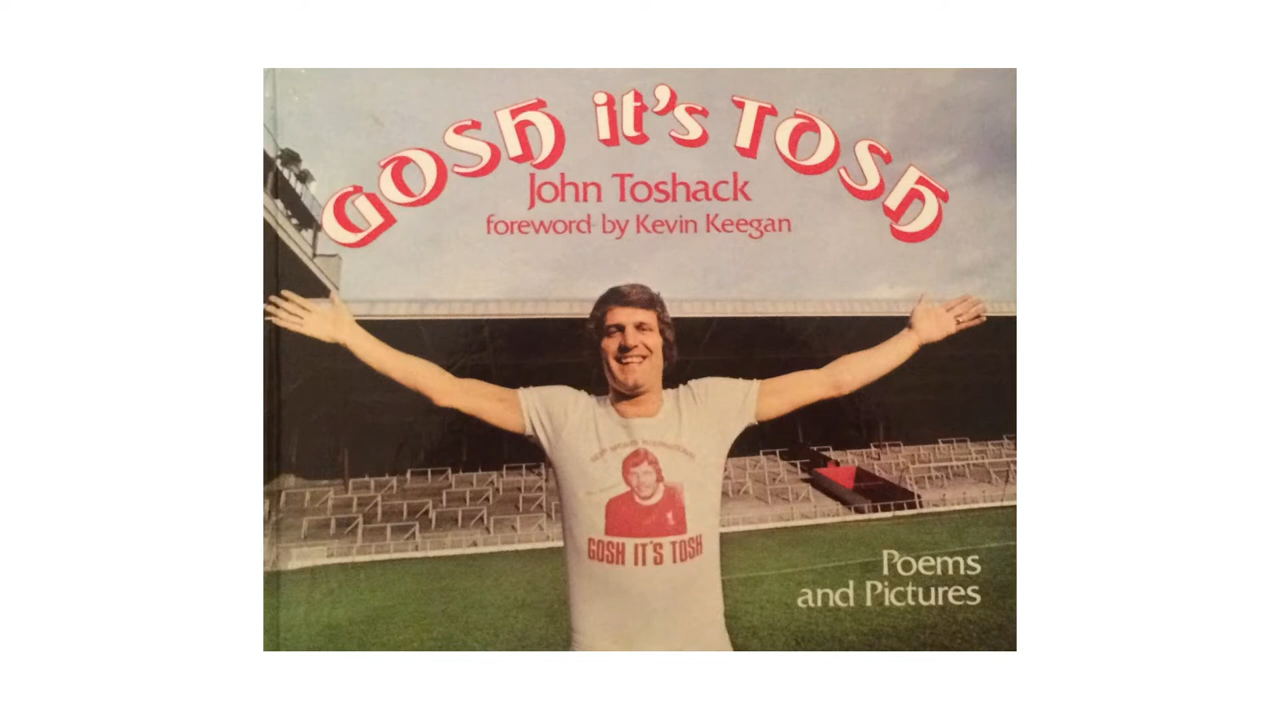 GOSH it's TOSH
John Toshack
foreword by Kevin Keegan
GOSH IT'S TOSH
Poems
and Pictures